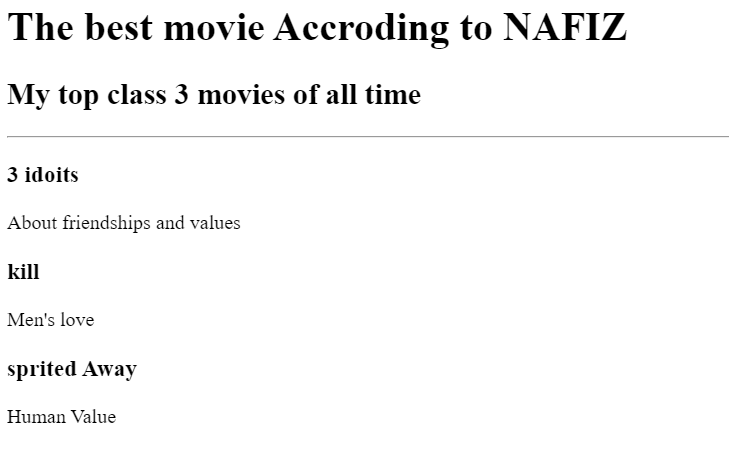 The best movie Accroding to NAFIZ
My top class 3 movies of all time
3 idoits
About friendships and values
kill
Men's love
sprited Away
Human Value